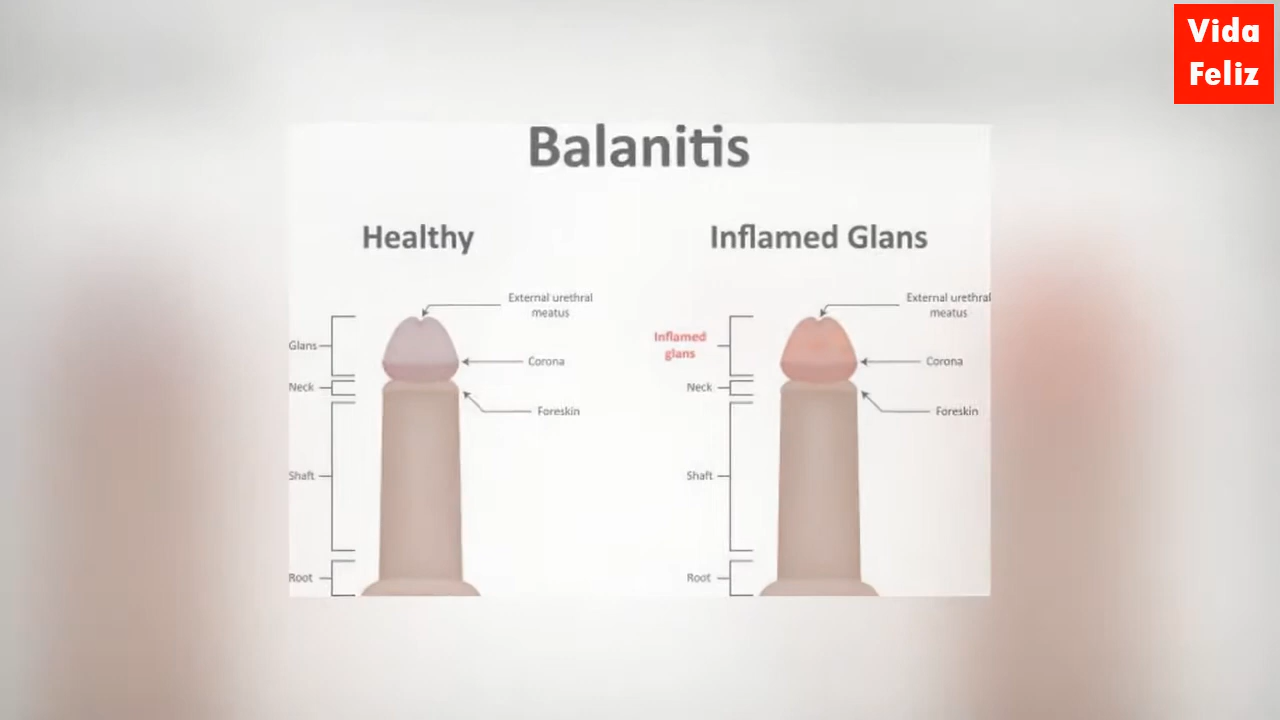 Vida
Feliz
Balanitis
Healthy
Inflamed Glans
External urethral
meatus
Glans
Corona
Neck
Foreskin
Shaft
Root
External urethral
meatus
Inflamed
glans
Corona
Neck
Foreskin
Shaft
Root